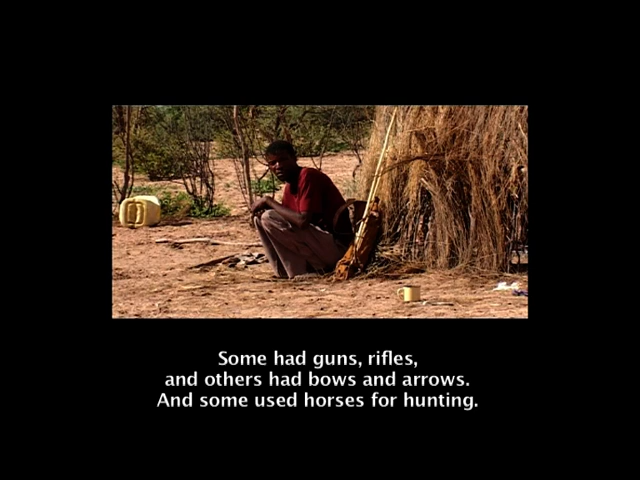 Some had guns, rifles,
and others had bows and arrows.
And some used horses for hunting.